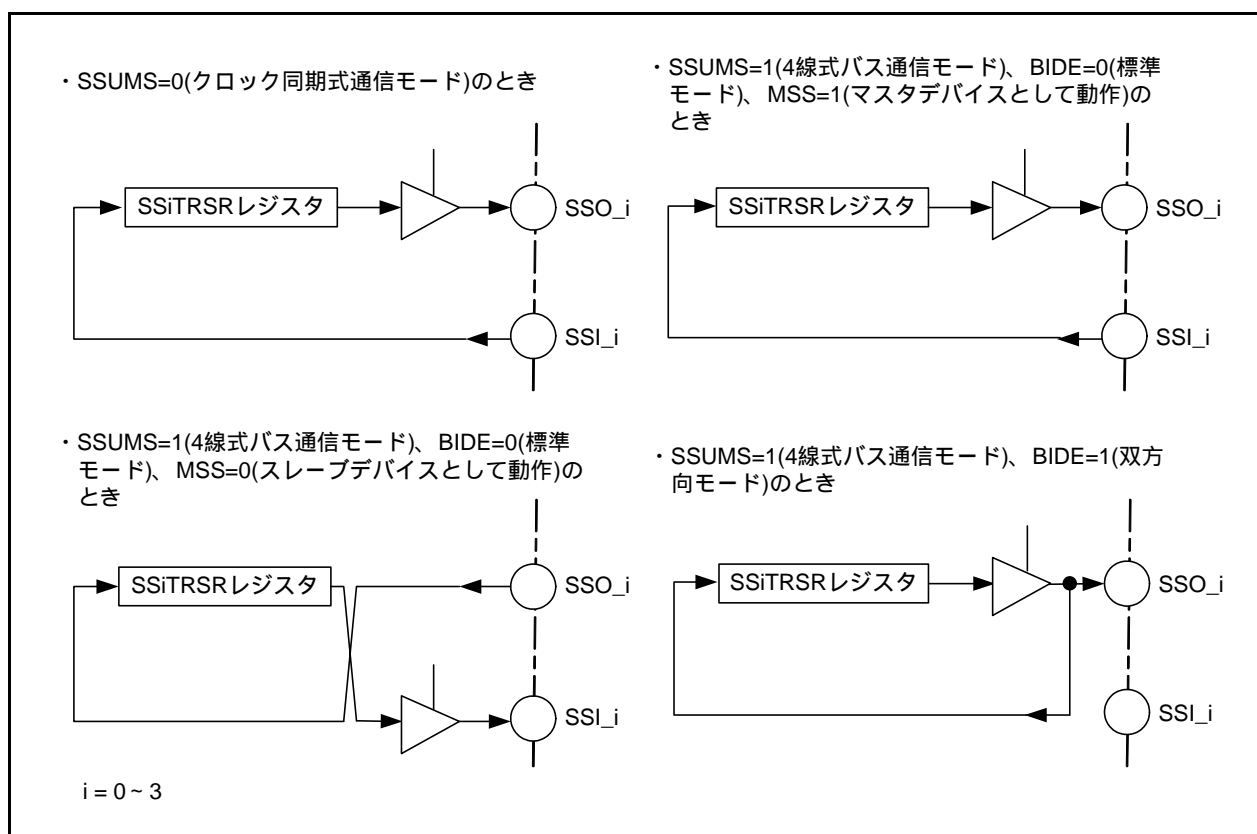 ・SSUMS=0(クロック同期式通信モード)のとき
SSiTRSRレジスタ
SSO_i
SSI_i
・SSUMS=1(4線式バス通信モード)、BIDE=0(標準
モード)、MSS=1(マスタデバイスとして動作)の
とき
SSiTRSRレジスタ
SSO_i
SSI_i
・SSUMS=1(4線式バス通信モード)、BIDE=0(標準
モード)、MSS=0(スレーブデバイスとして動作)の
とき
SSiTRSRレジスタ
SSO_i
SSI_i
・SSUMS=1(4線式バス通信モード)、BIDE=1(双方
向モード)のとき
SSiTRSRレジスタ
SSO_i
SSI_i
i = 0 ~ 3